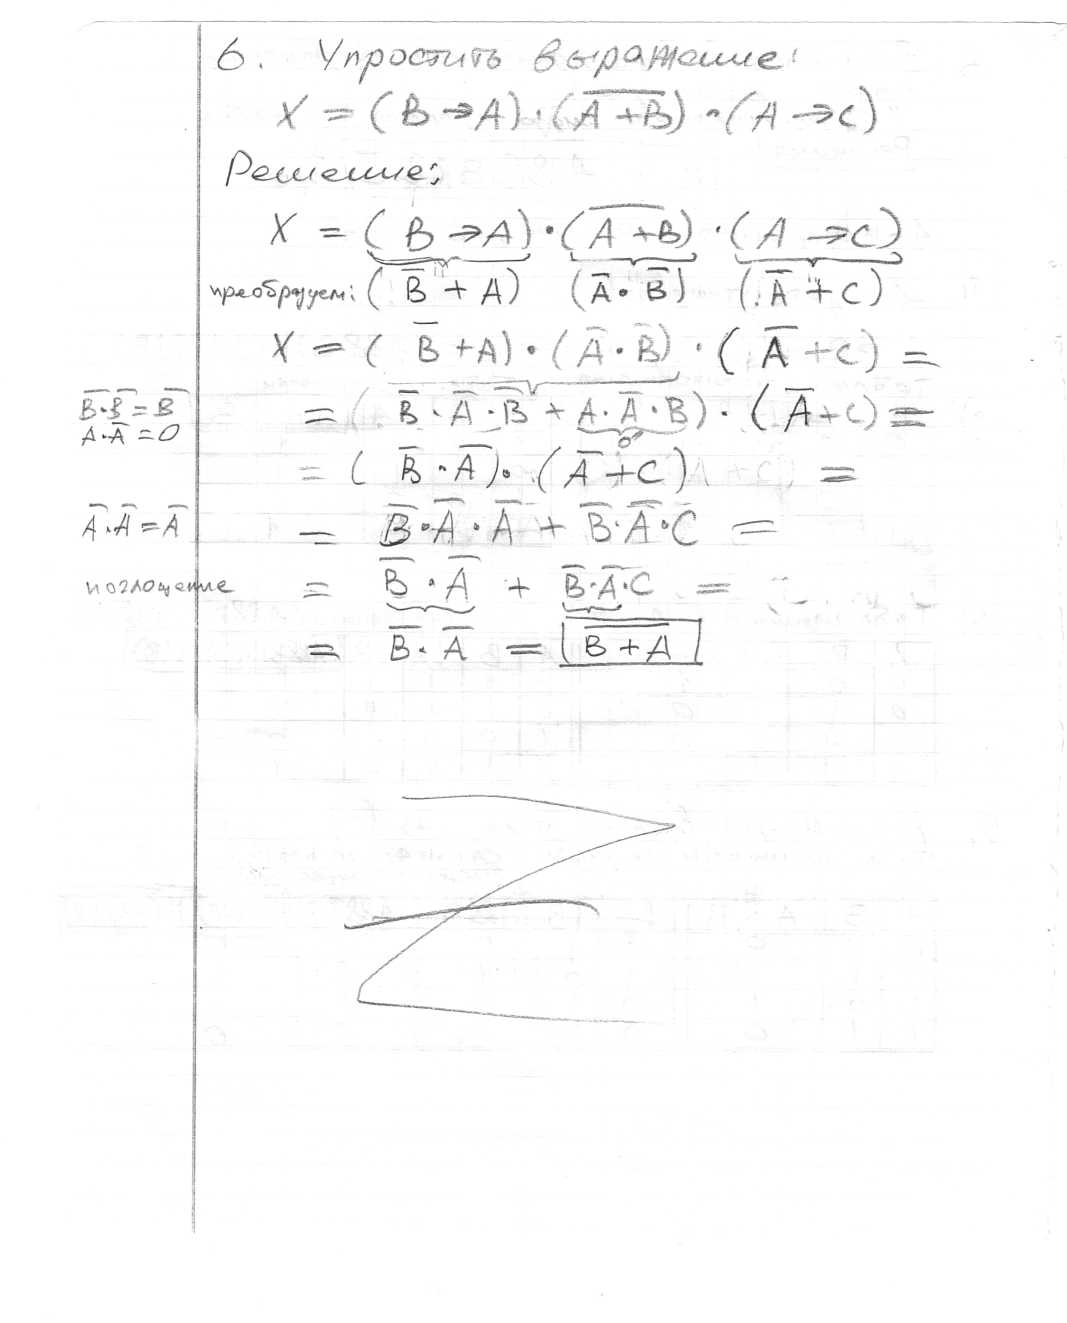 6. Упростить выражение:
X = (B → A) · (A̅ ̅+̅ ̅B̅) · (A → C)
Решение:
X = (B → A) · (A̅ ̅+̅ ̅B̅) · (A → C)
преобразуем: (B̅ + A) (A̅ · B̅) (A̅ + C)
X = (B̅ + A) · (A̅ · B̅) · (A̅ + C) =
B̅·B̅ = B̅
A·A̅ = 0
= (B̅ · A̅ · B̅ + A · A̅ · B) · (A̅ + C) =
0
= (B̅ · A̅) · (A̅ + C) =
A̅·A̅ = A̅
= B̅ · A̅ · A̅ + B̅ · A̅ · C =
поглощение
= B̅ · A̅ + B̅ · A̅ · C =
= B̅ · A̅ = B̅ ̅+̅ ̅A̅